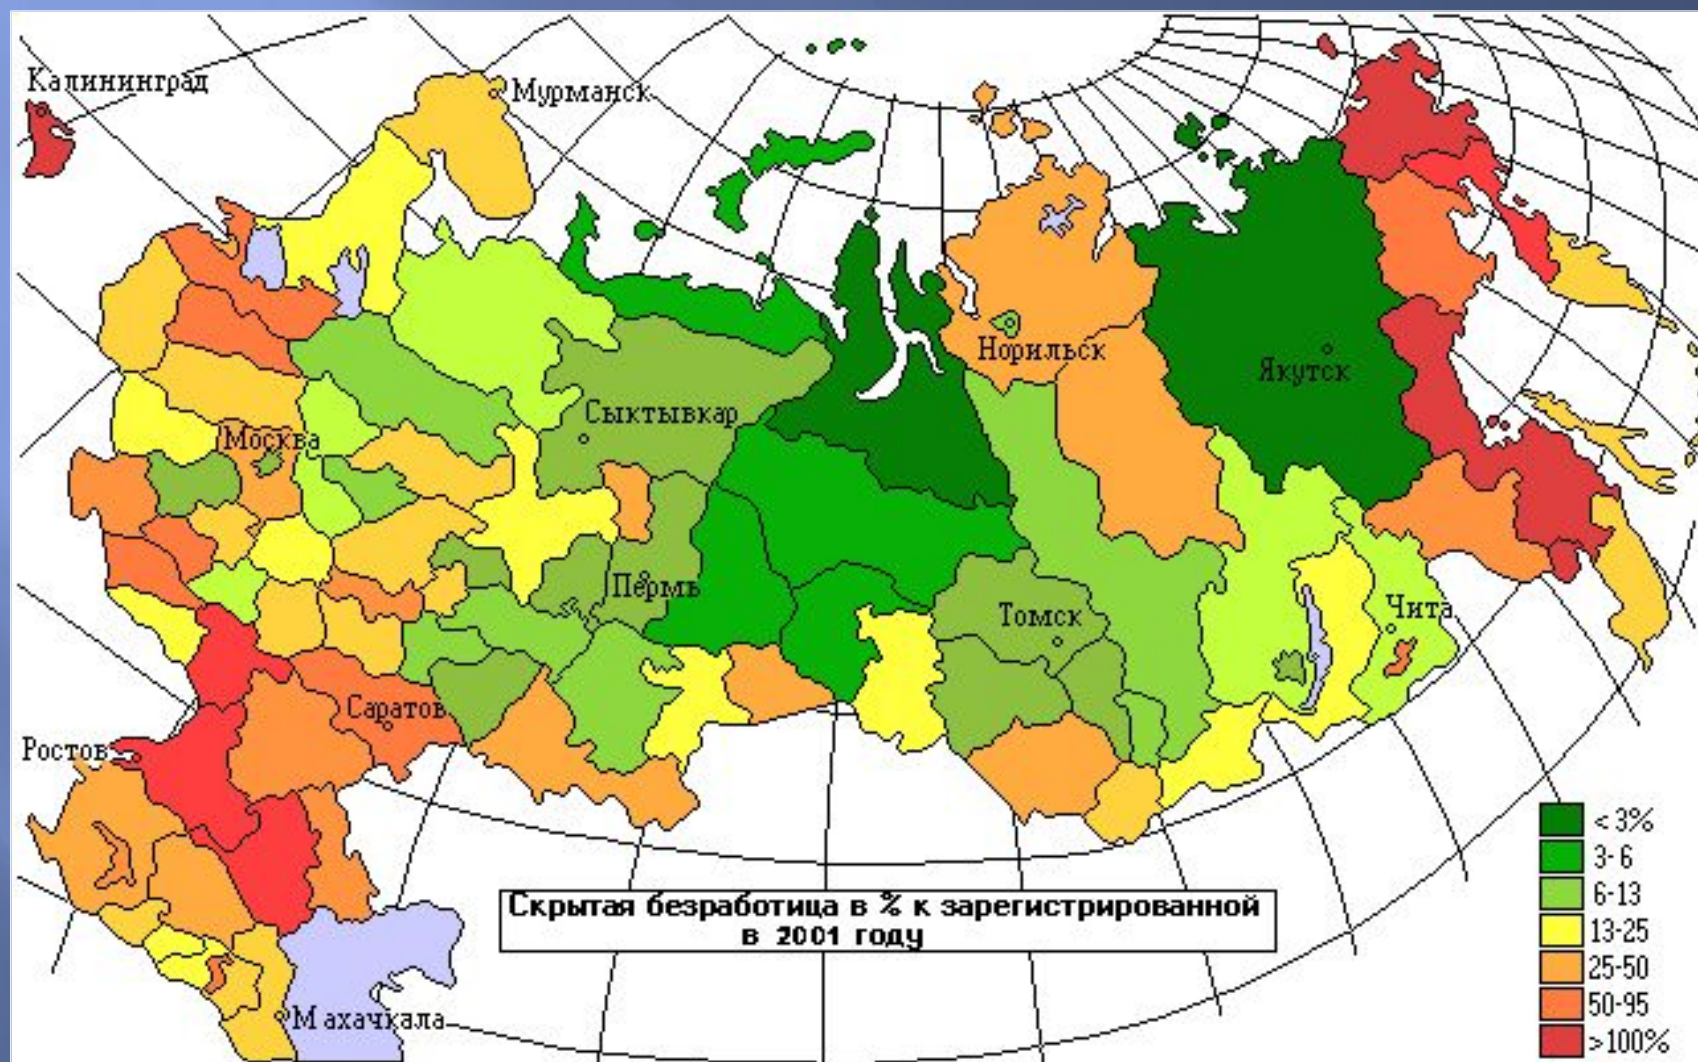 Калининград
Мурманск
Норильск
Якутск
Сыктывкар
Москва
Пермь
Томск
Чита
Саратов
Ростов
Махачкала
< 3%
3- 6
6-13
13-25
25-50
50-95
>100%
Скрытая безработица в % к зарегистрированной
в 2001 году